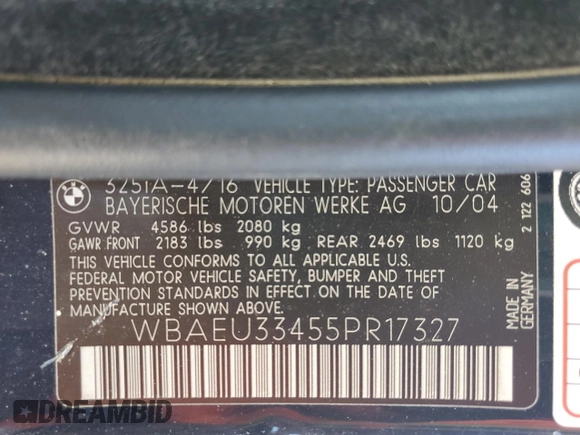 BMW
325iA-4/16 VEHICLE TYPE: PASSENGER CAR
BAYERISCHE MOTOREN WERKE AG 10/04
GVWR 4586 lbs 2080 kg
GAWR FRONT 2183 lbs 990 kg REAR 2469 lbs 1120 kg
THIS VEHICLE CONFORMS TO ALL APPLICABLE U.S.
FEDERAL MOTOR VEHICLE SAFETY, BUMPER AND THEFT
PREVENTION STANDARDS IN EFFECT ON THE DATE OF
MANUFACTURE SHOWN ABOVE.
WBAEU33455PR17327
2 122 606
MADE IN
GERMANY
DREAMBID